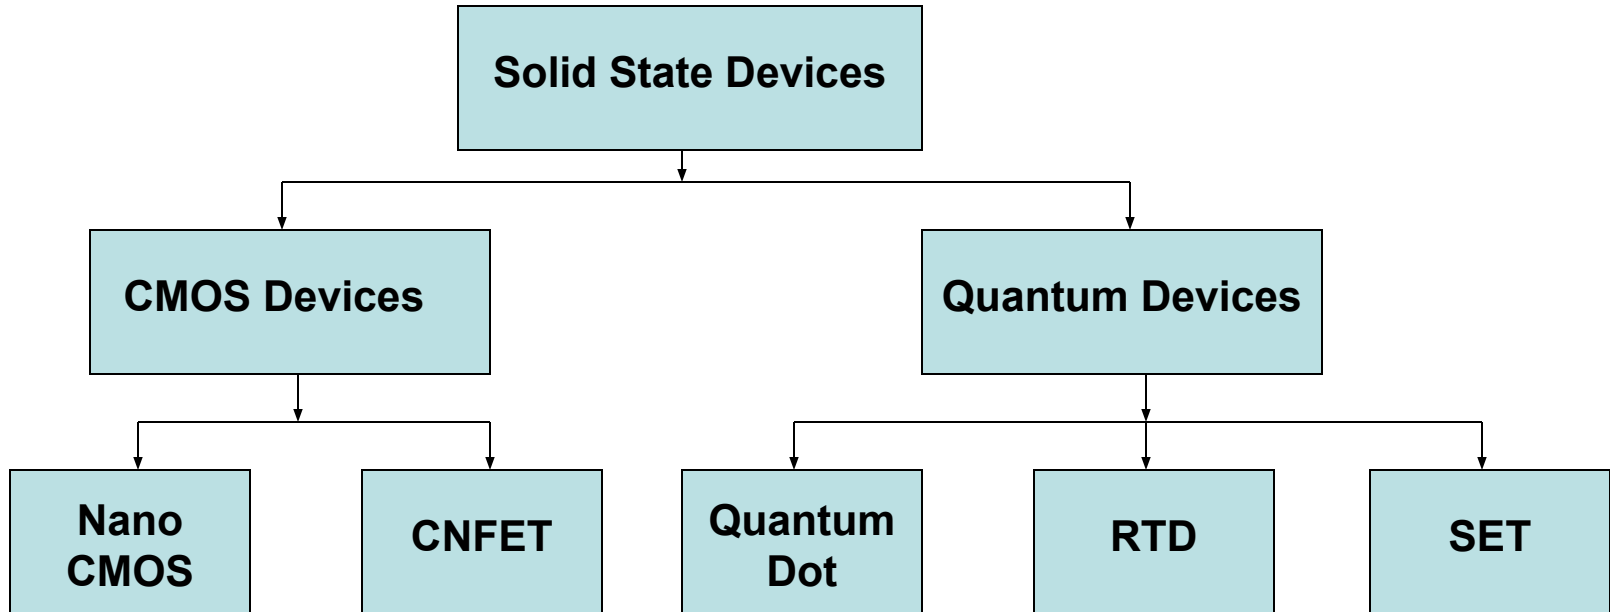 Solid State Devices
CMOS Devices
Quantum Devices
Nano
CMOS
CNFET
Quantum
Dot
RTD
SET